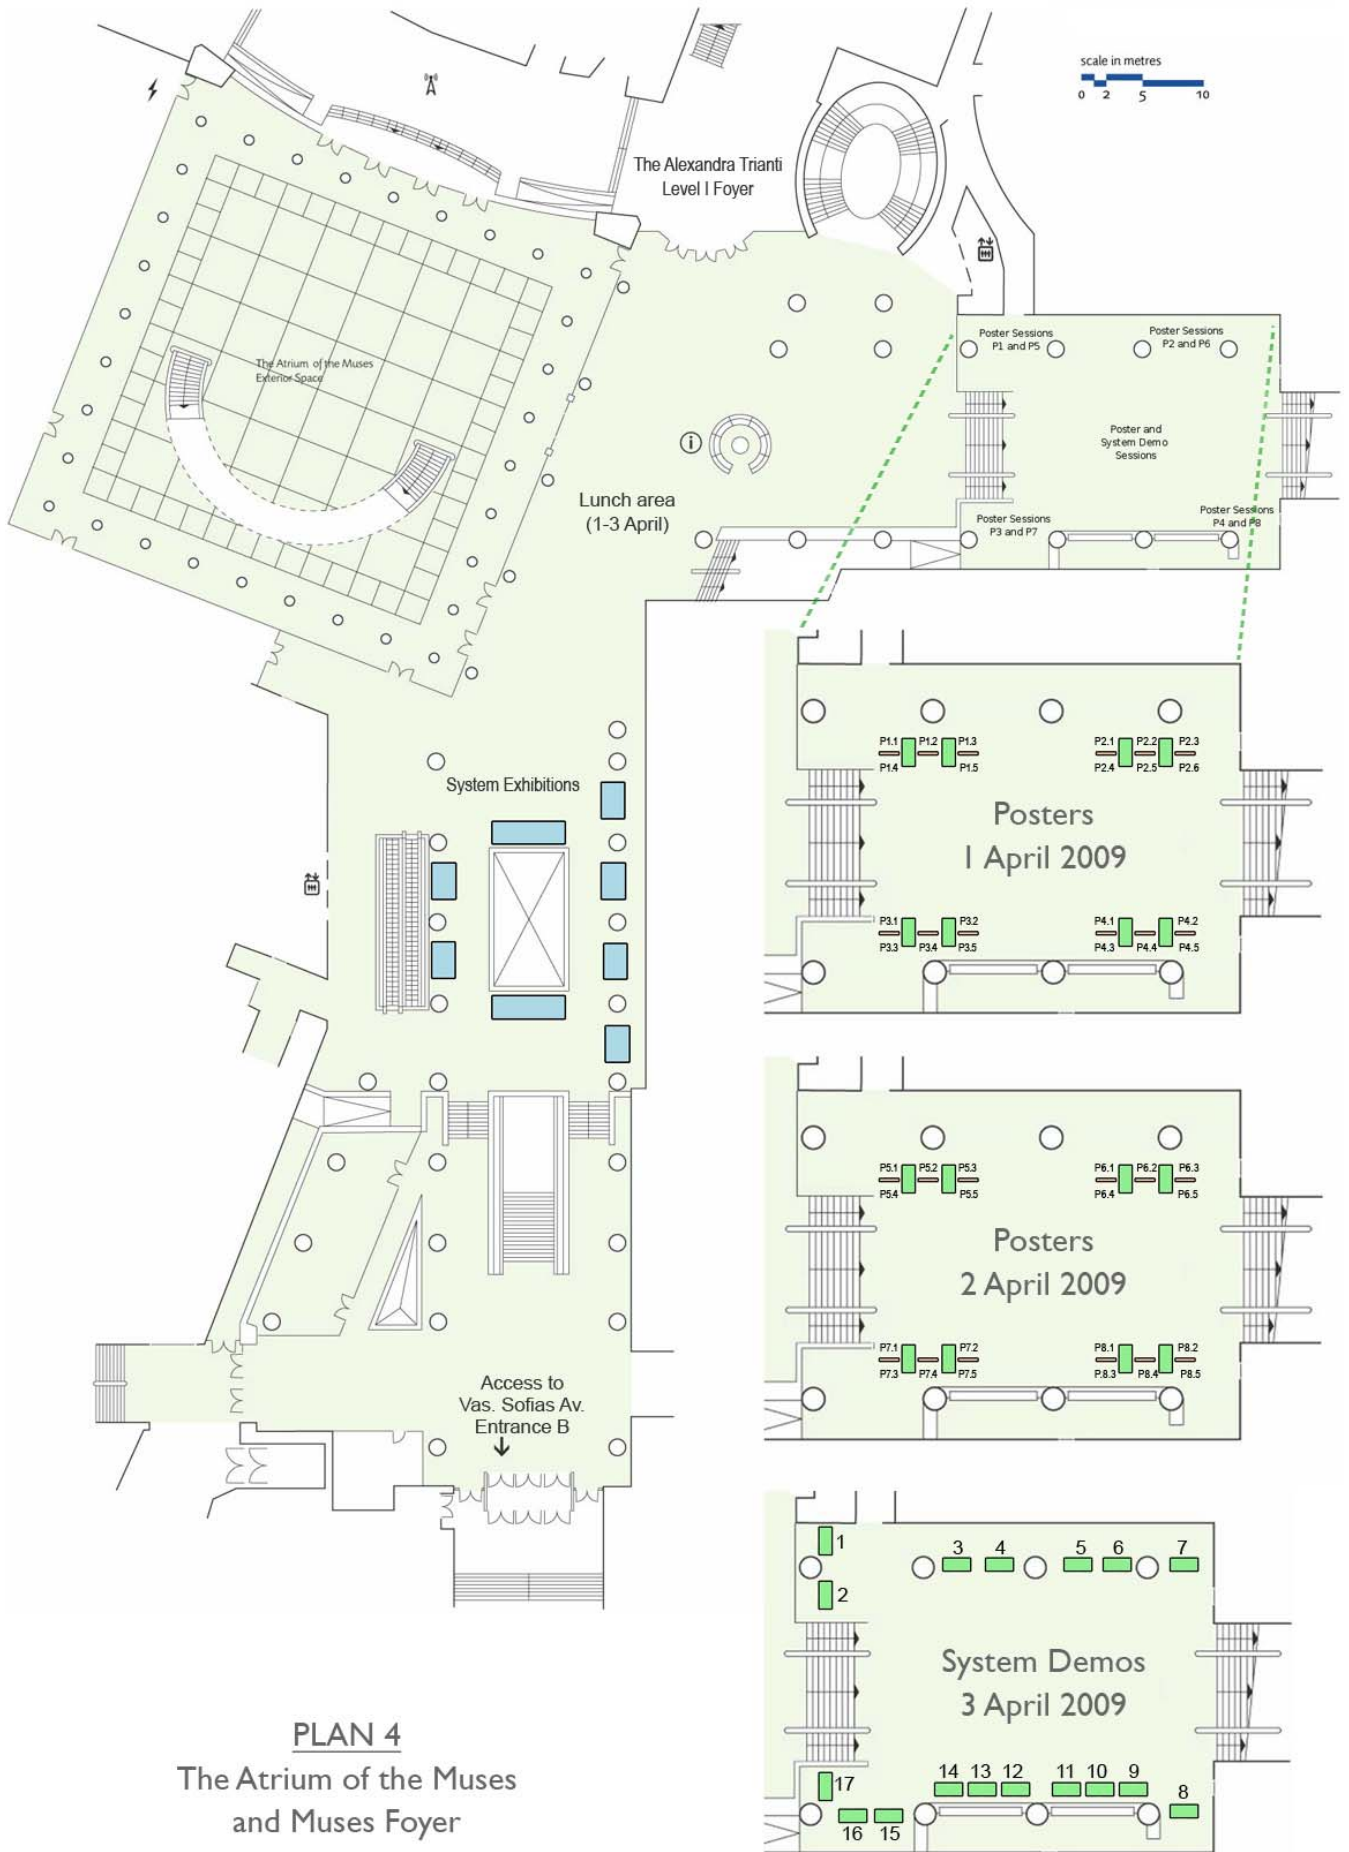 scale in metres
0 2 5 10
The Alexandra Trianti
Level I Foyer
The Atrium of the Muses
Exterior Space
Poster Sessions
P1 and P5
Poster Sessions
P2 and P6
Poster and
System Demo
Sessions
i
Lunch area
(1-3 April)
Poster Sessions
P3 and P7
Poster Sessions
P4 and P8
System Exhibitions
P1.1 P1.2 P1.3
P1.4 P1.5
P2.1 P2.2 P2.3
P2.4 P2.5 P2.6
Posters
1 April 2009
P3.1 P3.2
P3.3 P3.4 P3.5
P4.1 P4.2
P4.3 P4.4 P4.5
P5.1 P5.2 P5.3
P5.4 P5.5
P6.1 P6.2 P6.3
P6.4 P6.5
Posters
2 April 2009
P7.1 P7.2
P7.3 P7.4 P7.5
P8.1 P8.2
P.8.3 P8.4 P8.5
Access to
Vas. Sofias Av.
Entrance B
1
2
3 4 5 6 7
System Demos
3 April 2009
17
14 13 12 11 10 9
8
16 15
PLAN 4
The Atrium of the Muses
and Muses Foyer